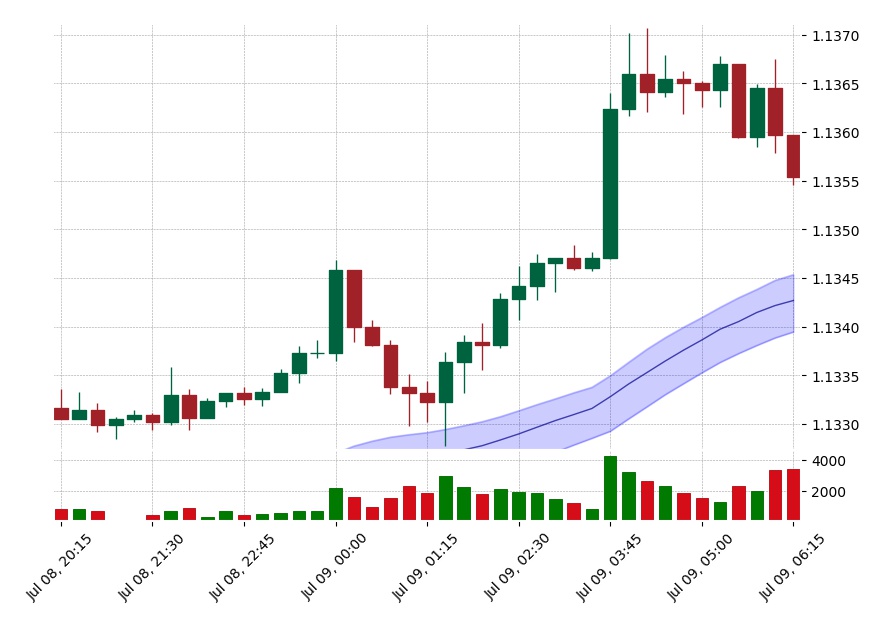 1.1370
1.1365
1.1360
1.1355
1.1350
1.1345
1.1340
1.1335
1.1330
4000
2000
Jul 08, 20:15
Jul 08, 21:30
Jul 08, 22:45
Jul 09, 00:00
Jul 09, 01:15
Jul 09, 02:30
Jul 09, 03:45
Jul 09, 05:00
Jul 09, 06:15